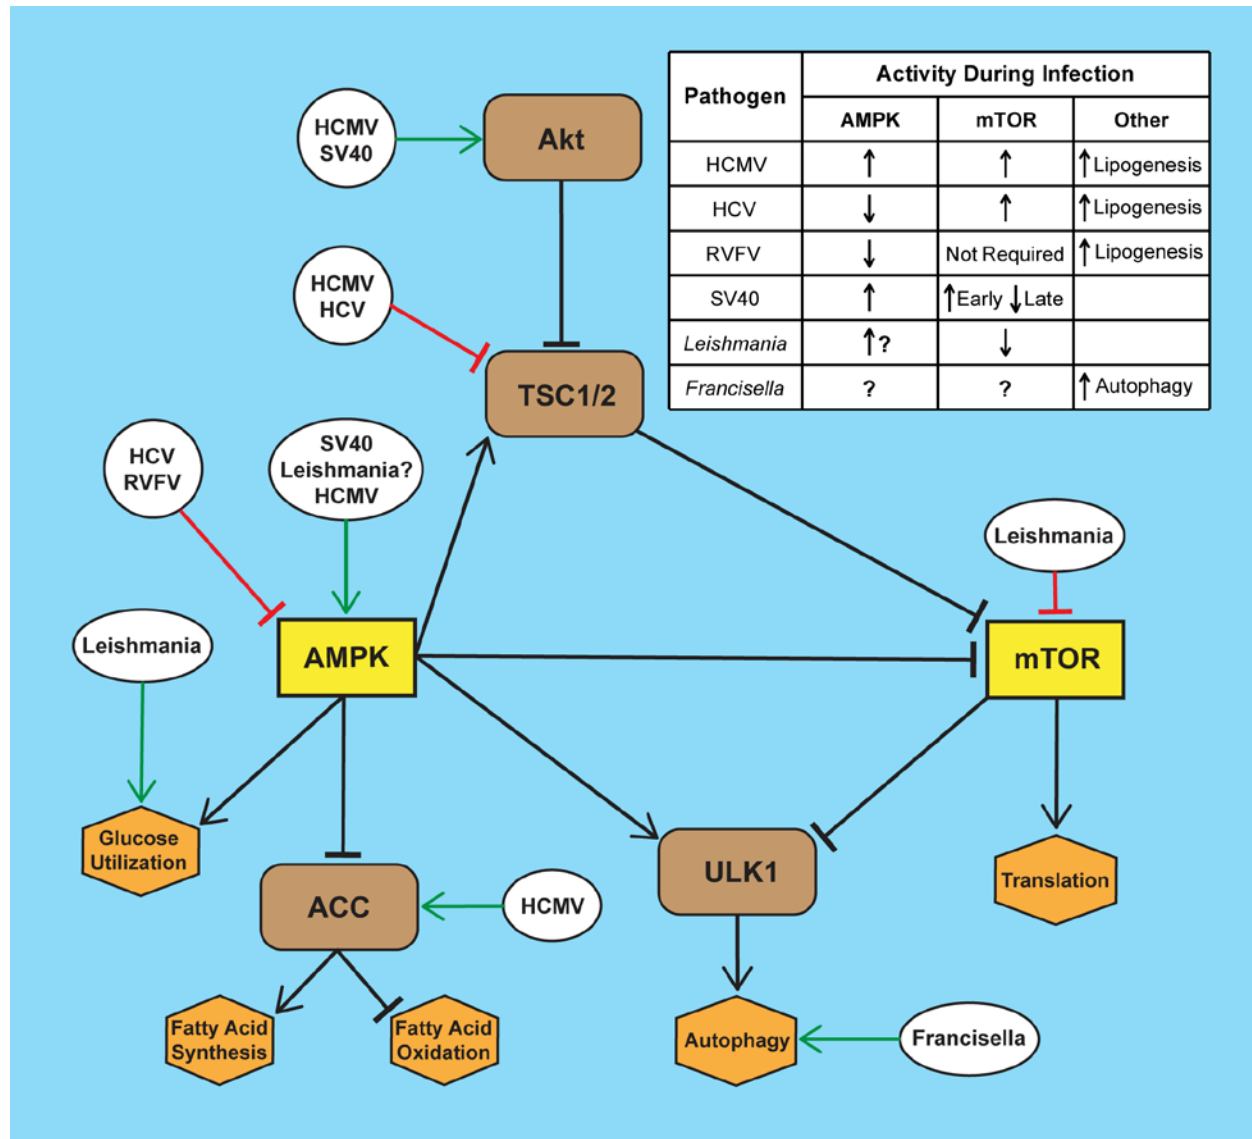 Pathogen
Activity During Infection
AMPK mTOR Other
HCMV ↑ ↑ ↑Lipogenesis
HCV ↓ ↑ ↑Lipogenesis
RVFV ↓ Not Required ↑Lipogenesis
SV40 ↑ ↑Early ↓Late
Leishmania ↑? ↓
Francisella ? ? ↑ Autophagy
HCMV
SV40
Akt
HCMV
HCV
TSC1/2
HCV
RVFV
SV40
Leishmania?
HCMV
Leishmania
Leishmania
AMPK
mTOR
Glucose
Utilization
ACC
HCMV
ULK1
Translation
Fatty Acid
Synthesis
Fatty Acid
Oxidation
Autophagy
Francisella